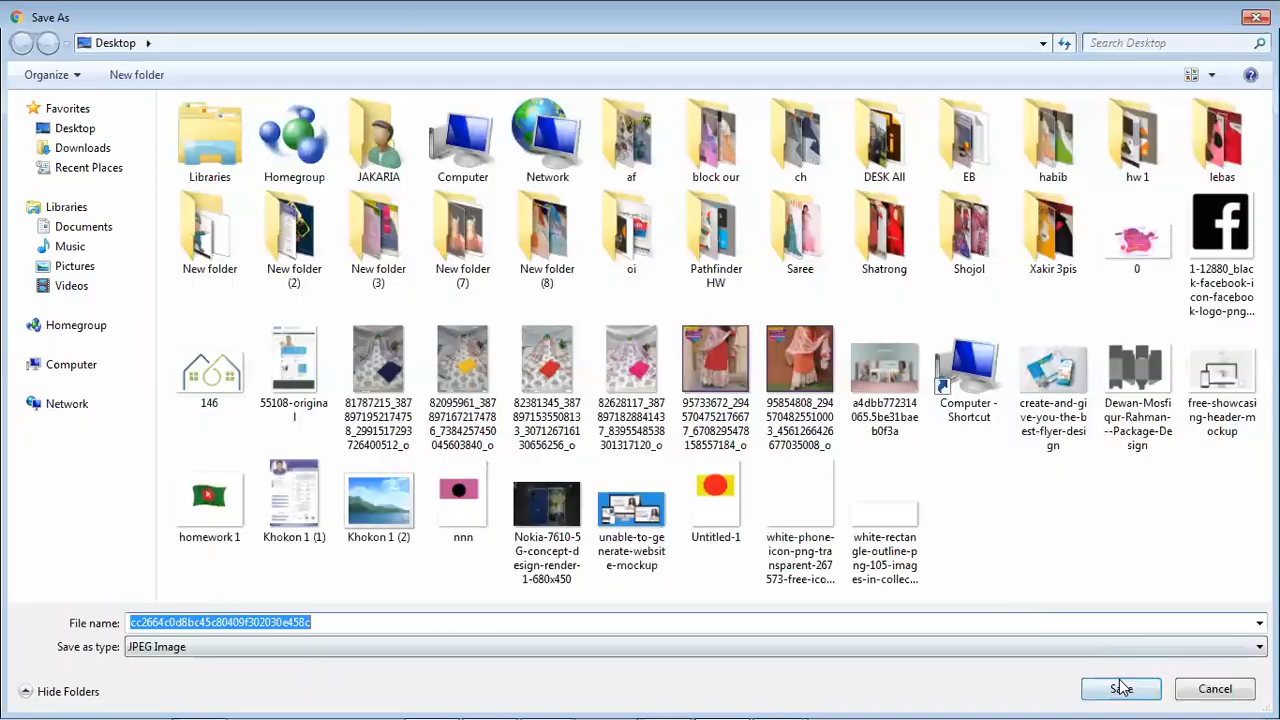 Save As
Desktop
Search Desktop
Organize
New folder
Favorites
Desktop
Downloads
Recent Places
Libraries
Documents
Music
Pictures
Videos
Homegroup
Computer
Network
Libraries
Homegroup
JAKARIA
Computer
Network
af
block our
ch
DESK All
EB
habib
hw 1
lebas
New folder
New folder
(2)
New folder
(3)
New folder
(7)
New folder
(8)
oi
Pathfinder
HW
Saree
Shatrong
Shojol
Xakir 3pis
0
1-12880_blac
k-facebook-i
con-faceboo
k-logo-png...
146
55108-origina
l
81787215_387
897195217475
8_2991517293
726400512_o
82095961_387
897167217478
6_7384257450
045603840_o
82381345_387
897153550813
3_3071267161
30656256_o
82628117_387
897182884143
7_8395548538
301317120_o
95733672_294
570475217667
7_6708295478
158557184_o
95854808_294
570482551000
3_4561266426
677035008_o
a4dbb772314
065.5be31bae
b0f3a
Computer -
Shortcut
create-and-gi
ve-you-the-b
est-flyer-desi
gn
Dewan-Mosfi
qur-Rahman-
--Package-De
sign
free-showcasi
ng-header-m
ockup
homework 1
Khokon 1 (1)
Khokon 1 (2)
nnn
Nokia-7610-5
G-concept-d
esign-render-
1-680x450
unable-to-ge
nerate-websit
e-mockup
Untitled-1
white-phone-
icon-png-tra
nsparent-267
573-free-ico...
white-rectan
gle-outline-p
ng-105-imag
es-in-collec...
File name:
cc2664c0d8bc45c80409f302030e458c
Save as type:
JPEG Image
Hide Folders
Save
Cancel